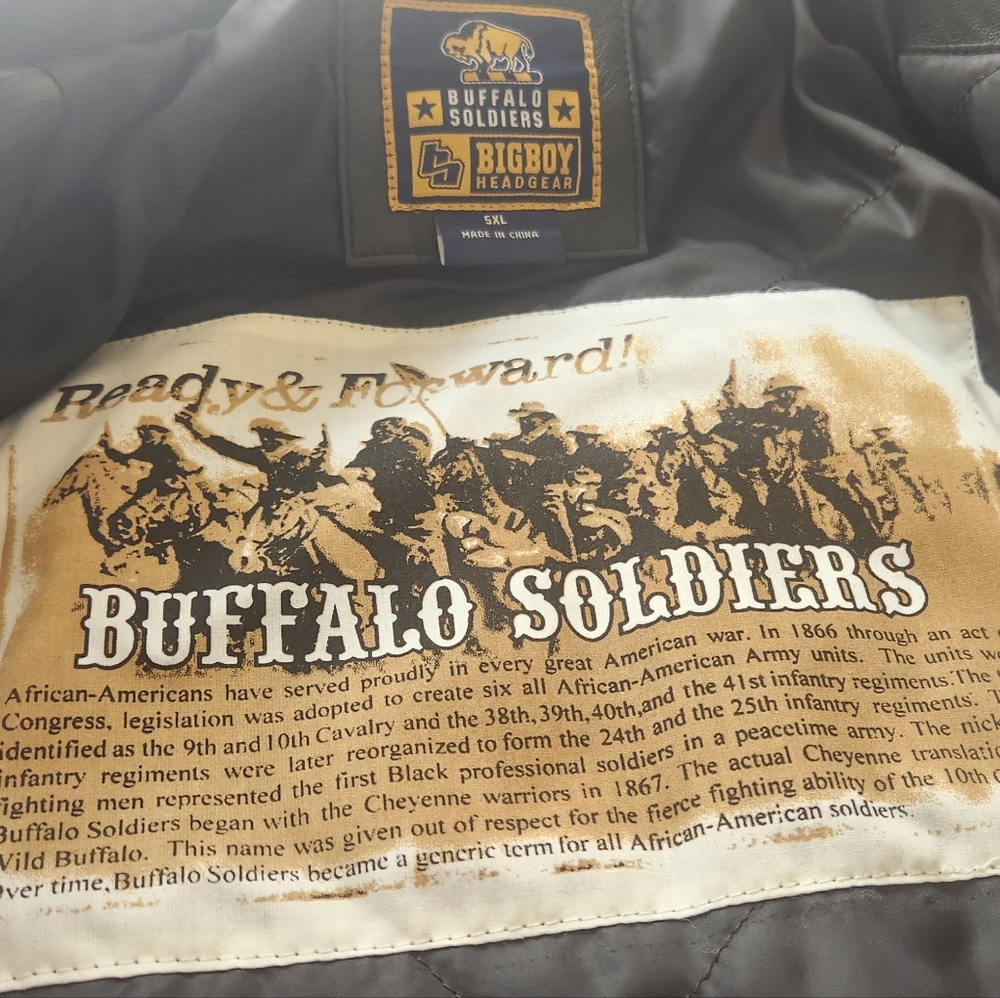 BUFFALO
SOLDIERS
BIGBOY
HEADGEAR
5XL
MADE IN CHINA
Ready & Forward!
BUFFALO SOLDIERS
African-Americans have served proudly in every great American war. In 1866 through an act
Congress, legislation was adopted to create six all African-American Army units. The units
identified as the 9th and 10th Cavalry and the 38th, 39th, 40th, and the 41st infantry regiments. The
infantry regiments were later reorganized to form the 24th and the 25th infantry regiments.
fighting men represented the first Black professional soldiers in a peacetime army. The
Buffalo Soldiers began with the Cheyenne warriors in 1867. The actual Cheyenne
Wild Buffalo. This name was given out of respect for the fierce fighting ability of the 10th
Over time, Buffalo Soldiers became a generic term for all African-American soldiers.